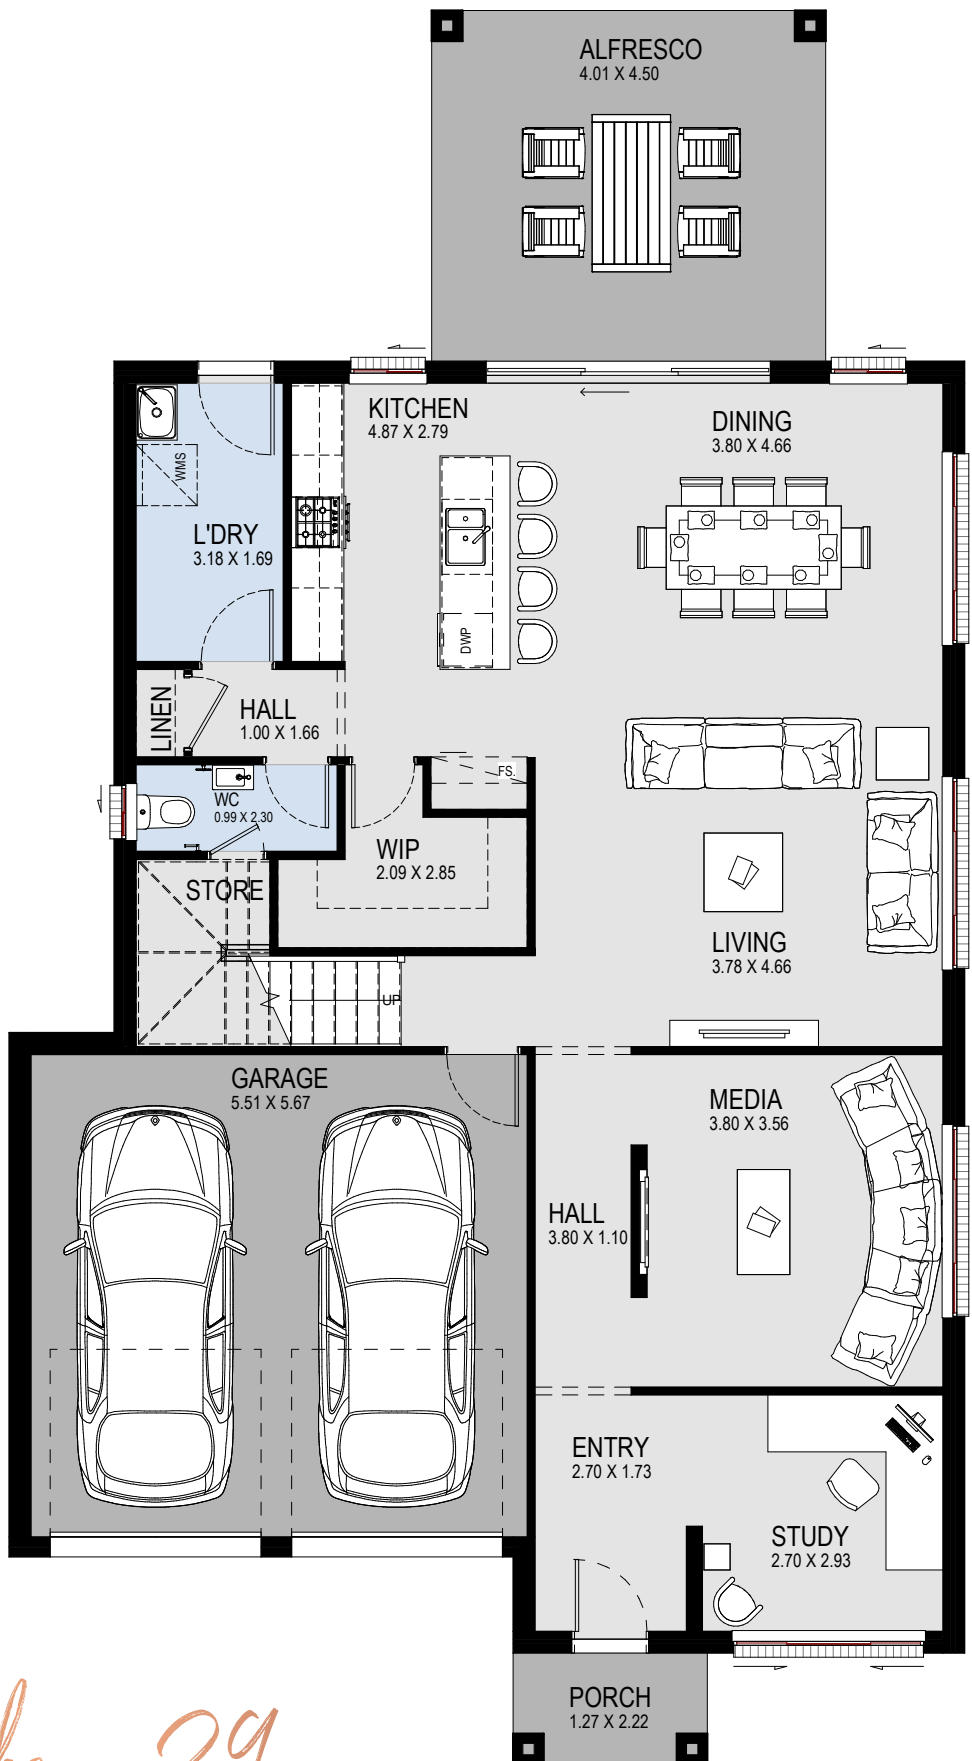 ALFRESCO
4.01 X 4.50
KITCHEN
4.87 X 2.79
DINING
3.80 X 4.66
WMS
L'DRY
3.18 X 1.69
DWP
LINEN
HALL
1.00 X 1.66
FS.
WC
0.99 X 2.30
WIP
2.09 X 2.85
STORE
LIVING
3.78 X 4.66
UP
GARAGE
5.51 X 5.67
MEDIA
3.80 X 3.56
HALL
3.80 X 1.10
ENTRY
2.70 X 1.73
STUDY
2.70 X 2.93
PORCH
1.27 X 2.22
29